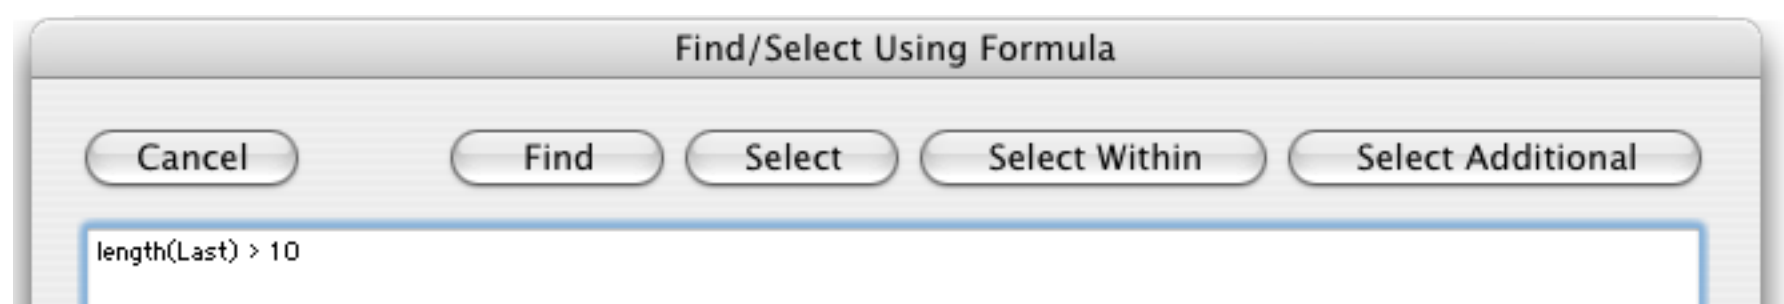 Find/Select Using Formula
Cancel Find Select Select Within Select Additional
length(Last) > 10